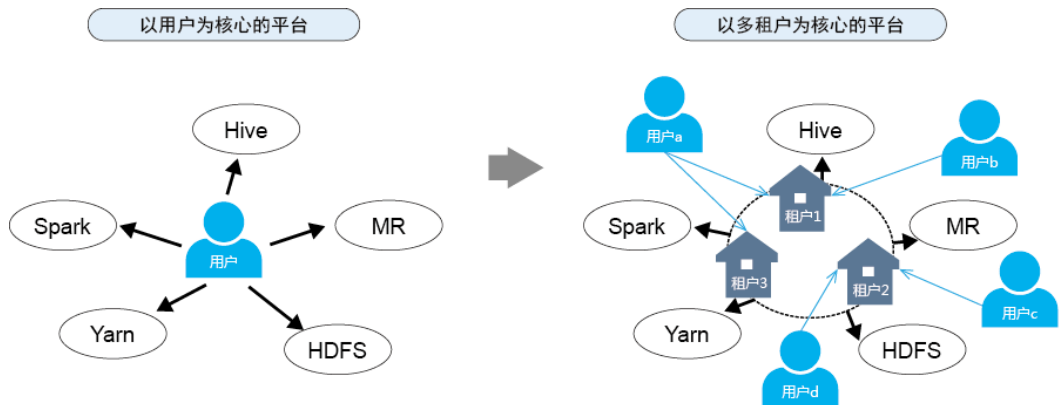 以用户为核心的平台
以多租户为核心的平台
Hive
Spark
MR
用户
Yarn
HDFS
用户a
Hive
用户b
租户1
Spark
MR
租户3
租户2
用户c
Yarn
HDFS
用户d